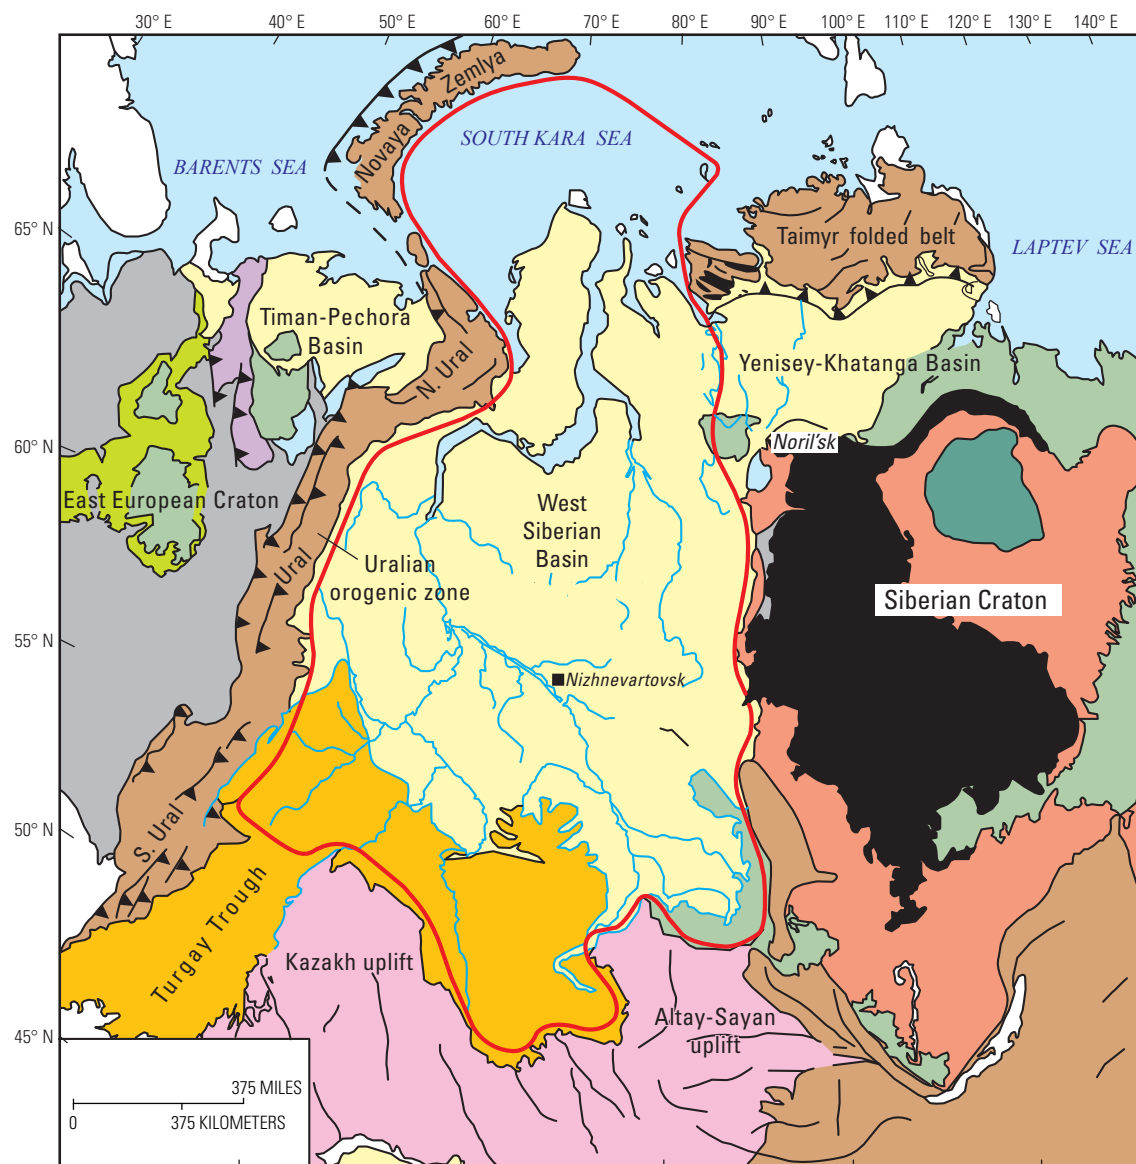 30° E 40° E 50° E 60° E 70° E 80° E 90° E 100° E 110° E 120° E 130° E 140° E
Zemlya
Novaya
SOUTH KARA SEA
BARENTS SEA
65° N
Taimyr folded belt
LAPTEV SEA
Timan-Pechora
Basin
N. Ural
Yenisey-Khatanga Basin
60° N
Noril'sk
East European Craton
West
Siberian
Basin
Ural
Uralian
orogenic zone
Siberian Craton
55° N
Nizhnevartovsk
50° N
S. Ural
Turgay Trough
Kazakh uplift
Altay-Sayan
uplift
45° N
375 MILES
0 375 KILOMETERS